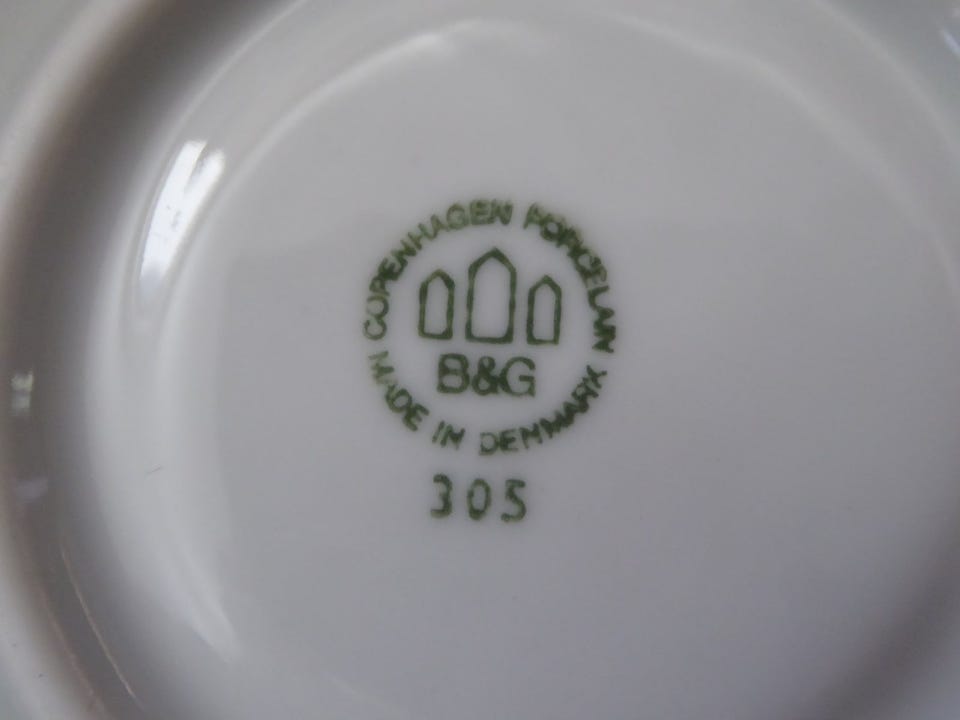 COPENHAGEN PORCELAIN
B&G
MADE IN DENMARK
305